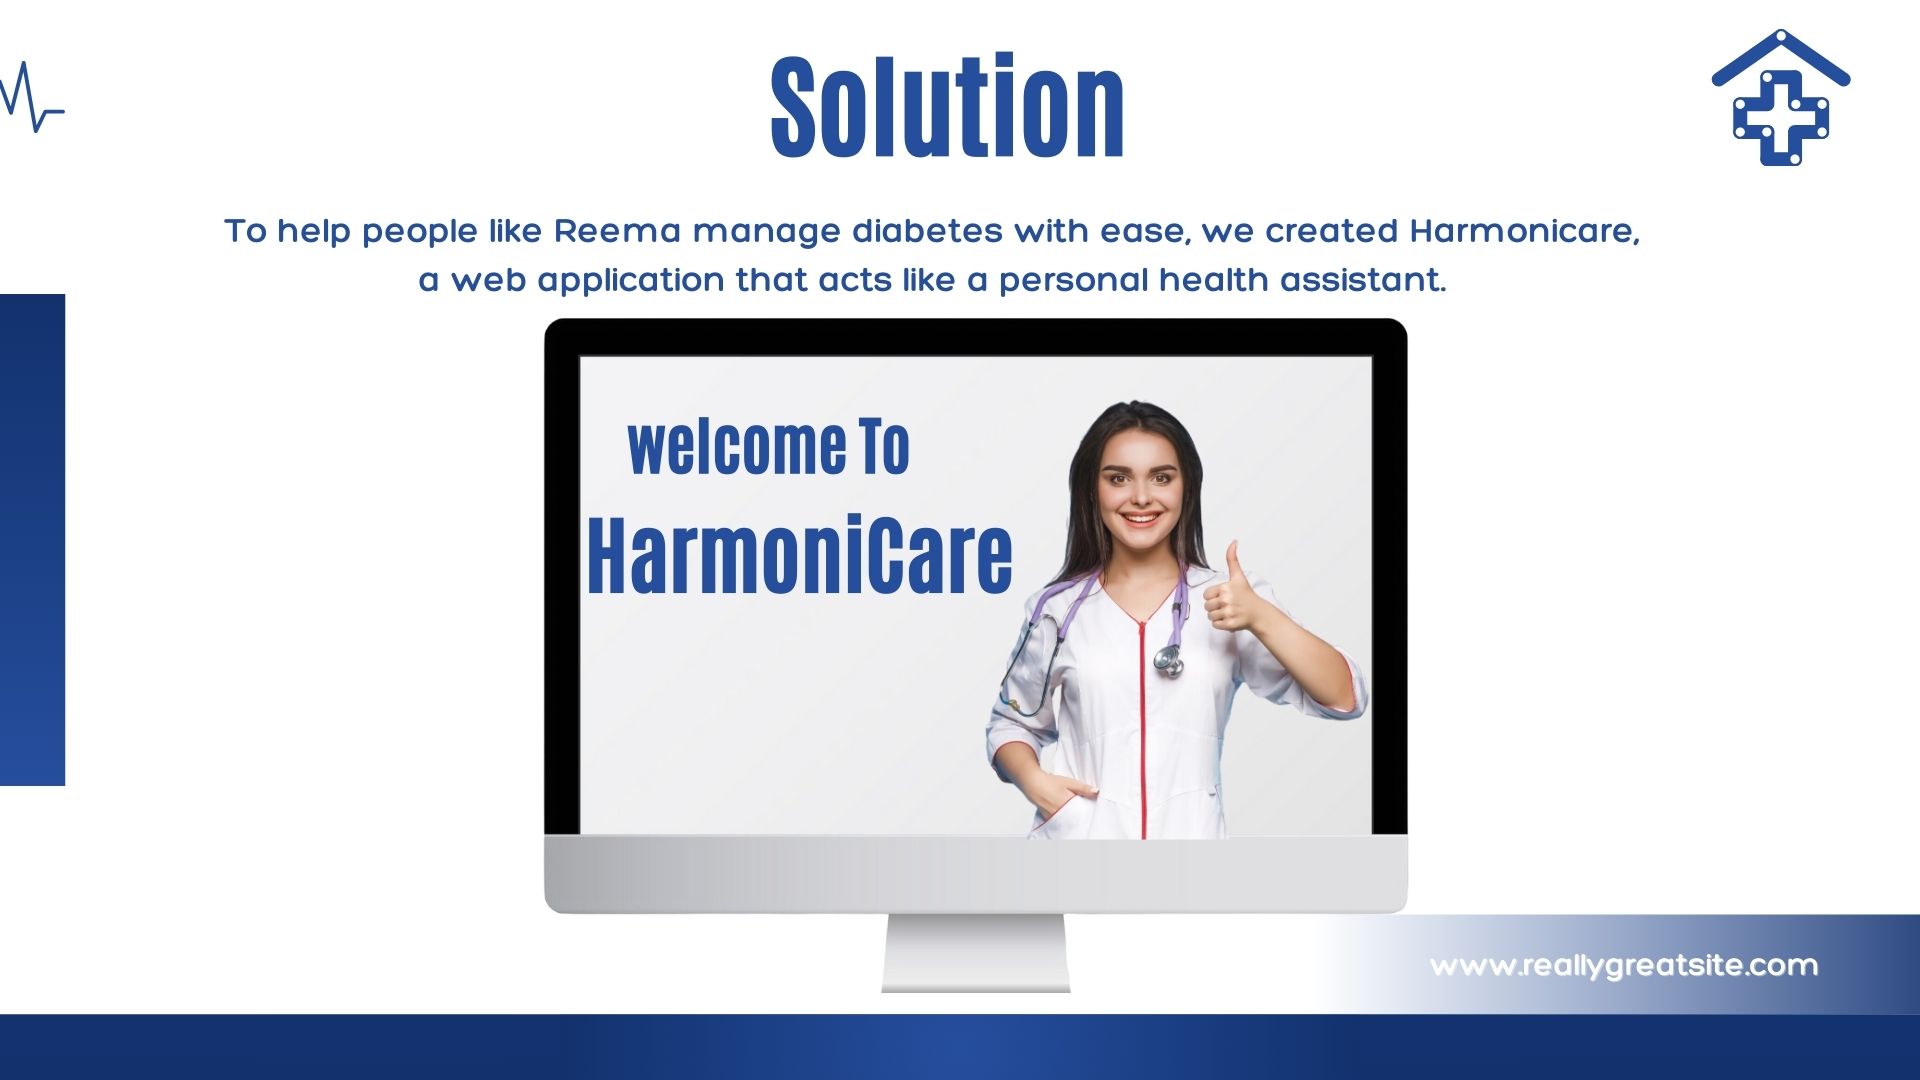 Solution
To help people like Reema manage diabetes with ease, we created Harmonicare,
a web application that acts like a personal health assistant.
welcome To
HarmoniCare
www.reallygreatsite.com